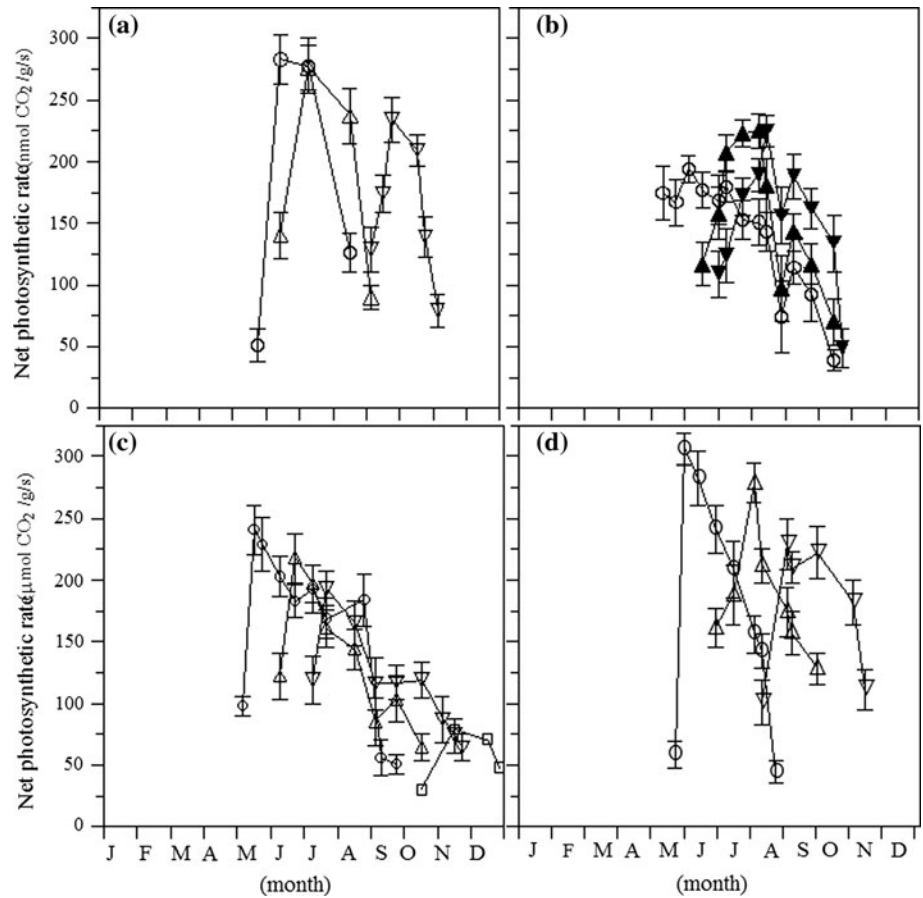 (a)
(b)
Net photosynthetic rate(nmol CO₂ /g/s)
300
250
200
150
100
50
0
(c)
(d)
Net photosynthetic rate(μmol CO₂ /g/s)
300
250
200
150
100
50
0
J F M A M J J A S O N D
J F M A M J J A S O N D
(month)
(month)